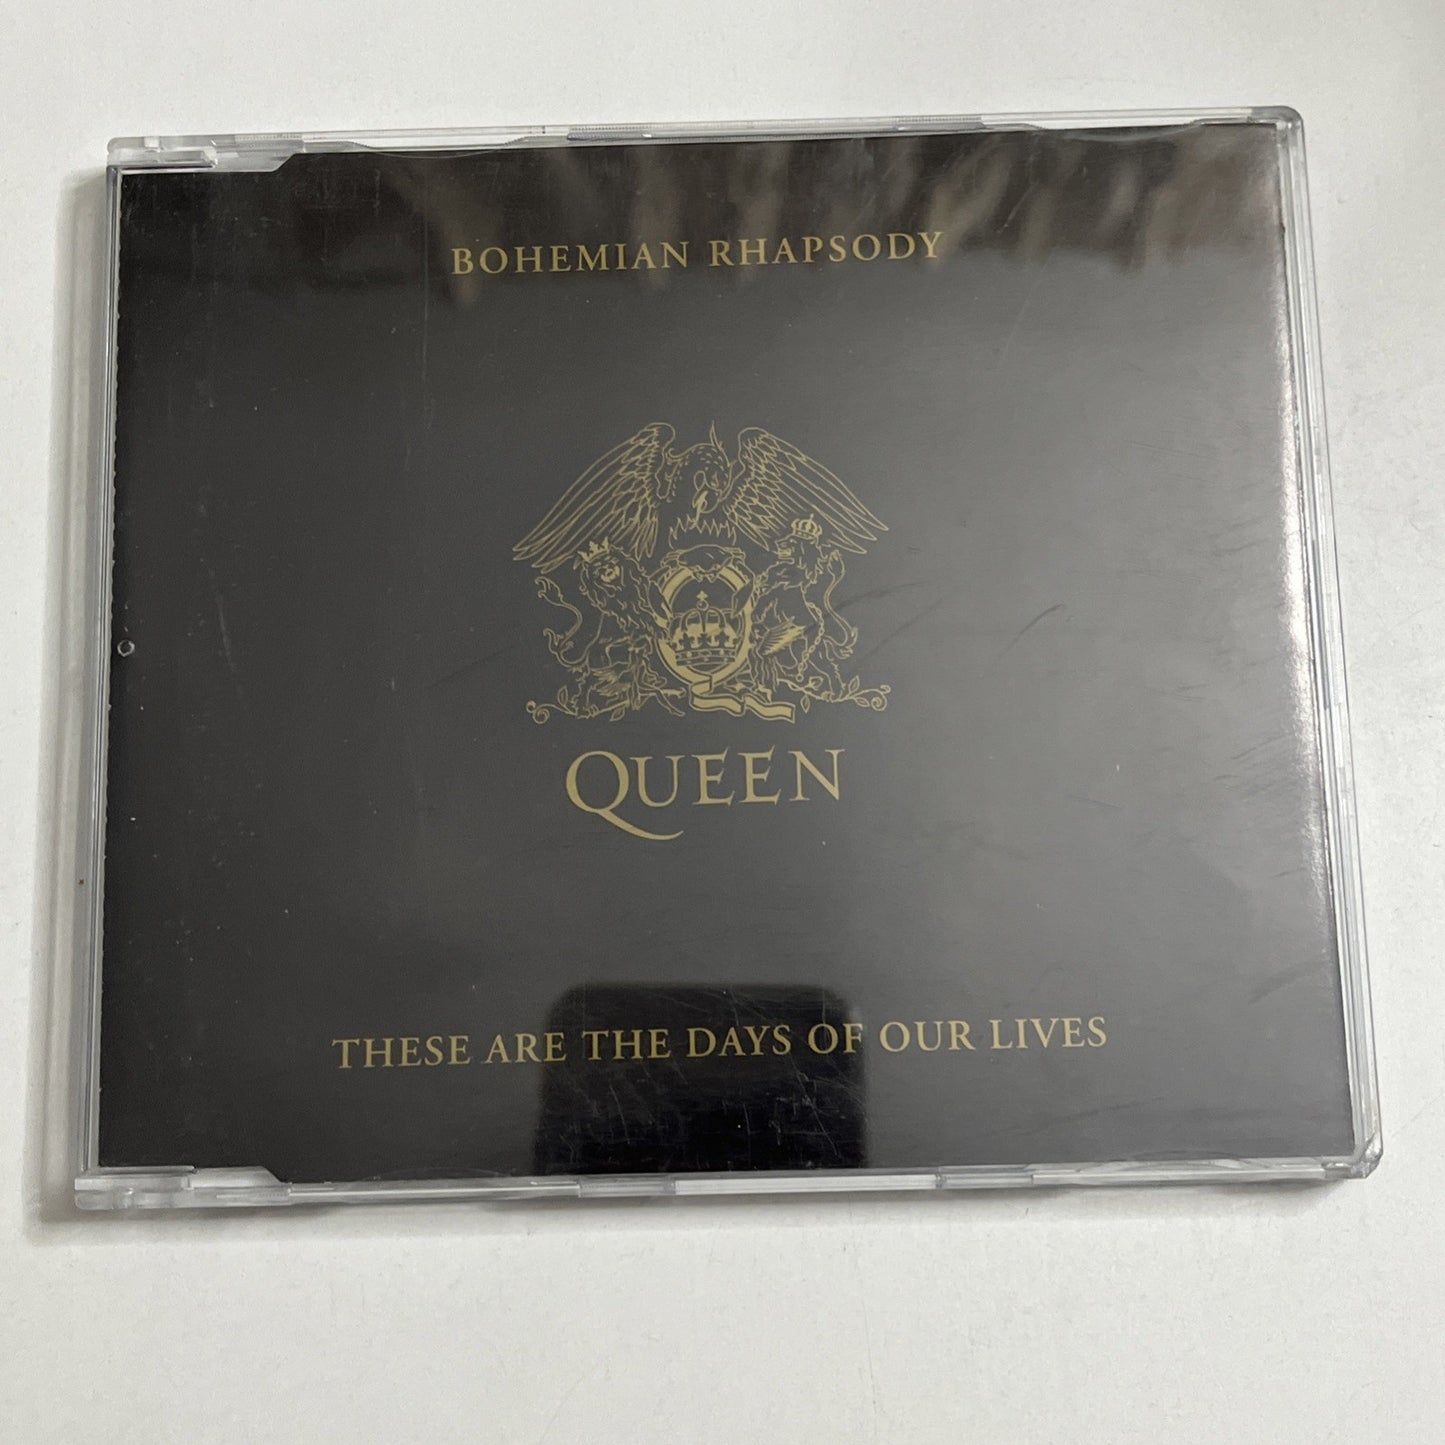 BOHEMIAN RHAPSODY
QUEEN
THESE ARE THE DAYS OF OUR LIVES